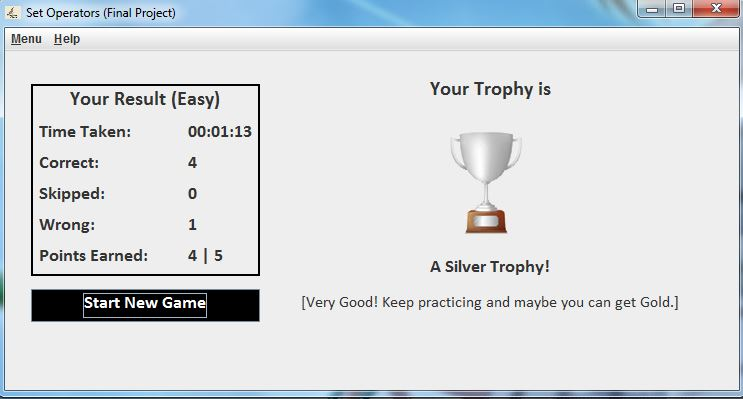 Set Operators (Final Project)
Menu Help
Your Result (Easy)
Time Taken: 00:01:13
Correct: 4
Skipped: 0
Wrong: 1
Points Earned: 4 | 5
Start New Game
Your Trophy is
A Silver Trophy!
[Very Good! Keep practicing and maybe you can get Gold.]